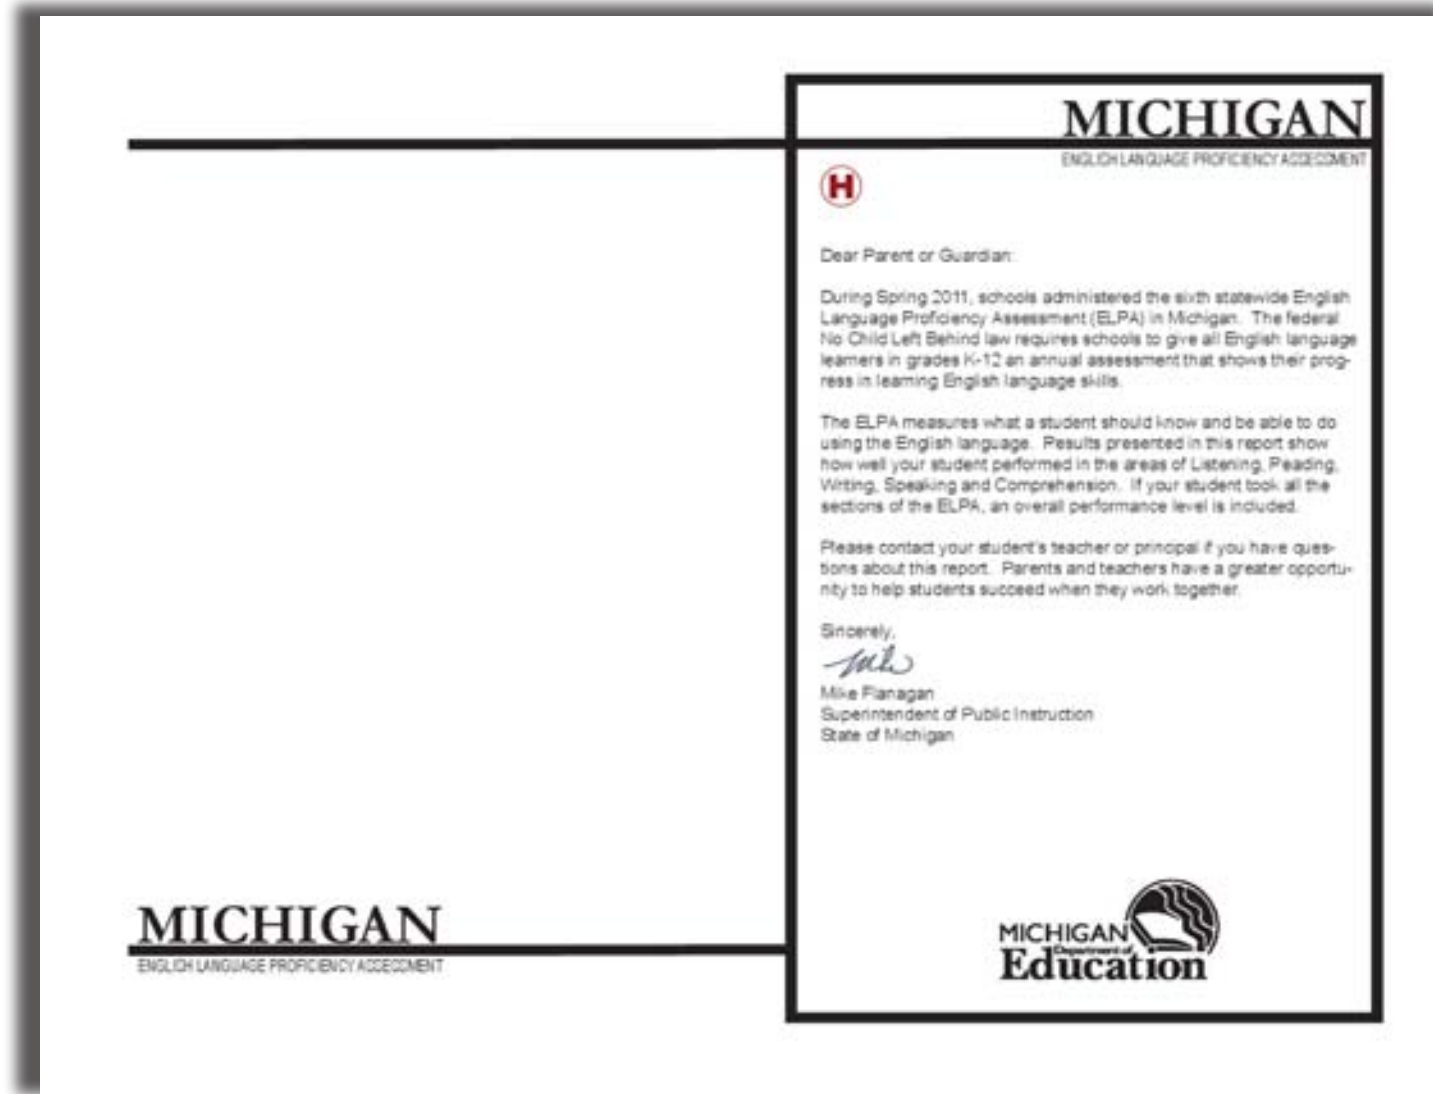 MICHIGAN
ENGLISH LANGUAGE PROFICIENCY ASSESSMENT
H
Dear Parent or Guardian:
During Spring 2011, schools administered the sixth statewide English
Language Proficiency Assessment (ELPA) in Michigan. The federal
No Child Left Behind law requires schools to give all English language
learners in grades K-12 an annual assessment that shows their prog-
ress in learning English language skills.
The ELPA measures what a student should know and be able to do
using the English language. Results presented in this report show
how well your student performed in the areas of Listening, Reading,
Writing, Speaking and Comprehension. If your student took all the
sections of the ELPA, an overall performance level is included.
Please contact your student's teacher or principal if you have ques-
tions about this report. Parents and teachers have a greater opportu-
nity to help students succeed when they work together.
Sincerely,
Mike
Mike Flanagan
Superintendent of Public Instruction
State of Michigan
MICHIGAN
Department of
Education
MICHIGAN
ENGLISH LANGUAGE PROFICIENCY ASSESSMENT